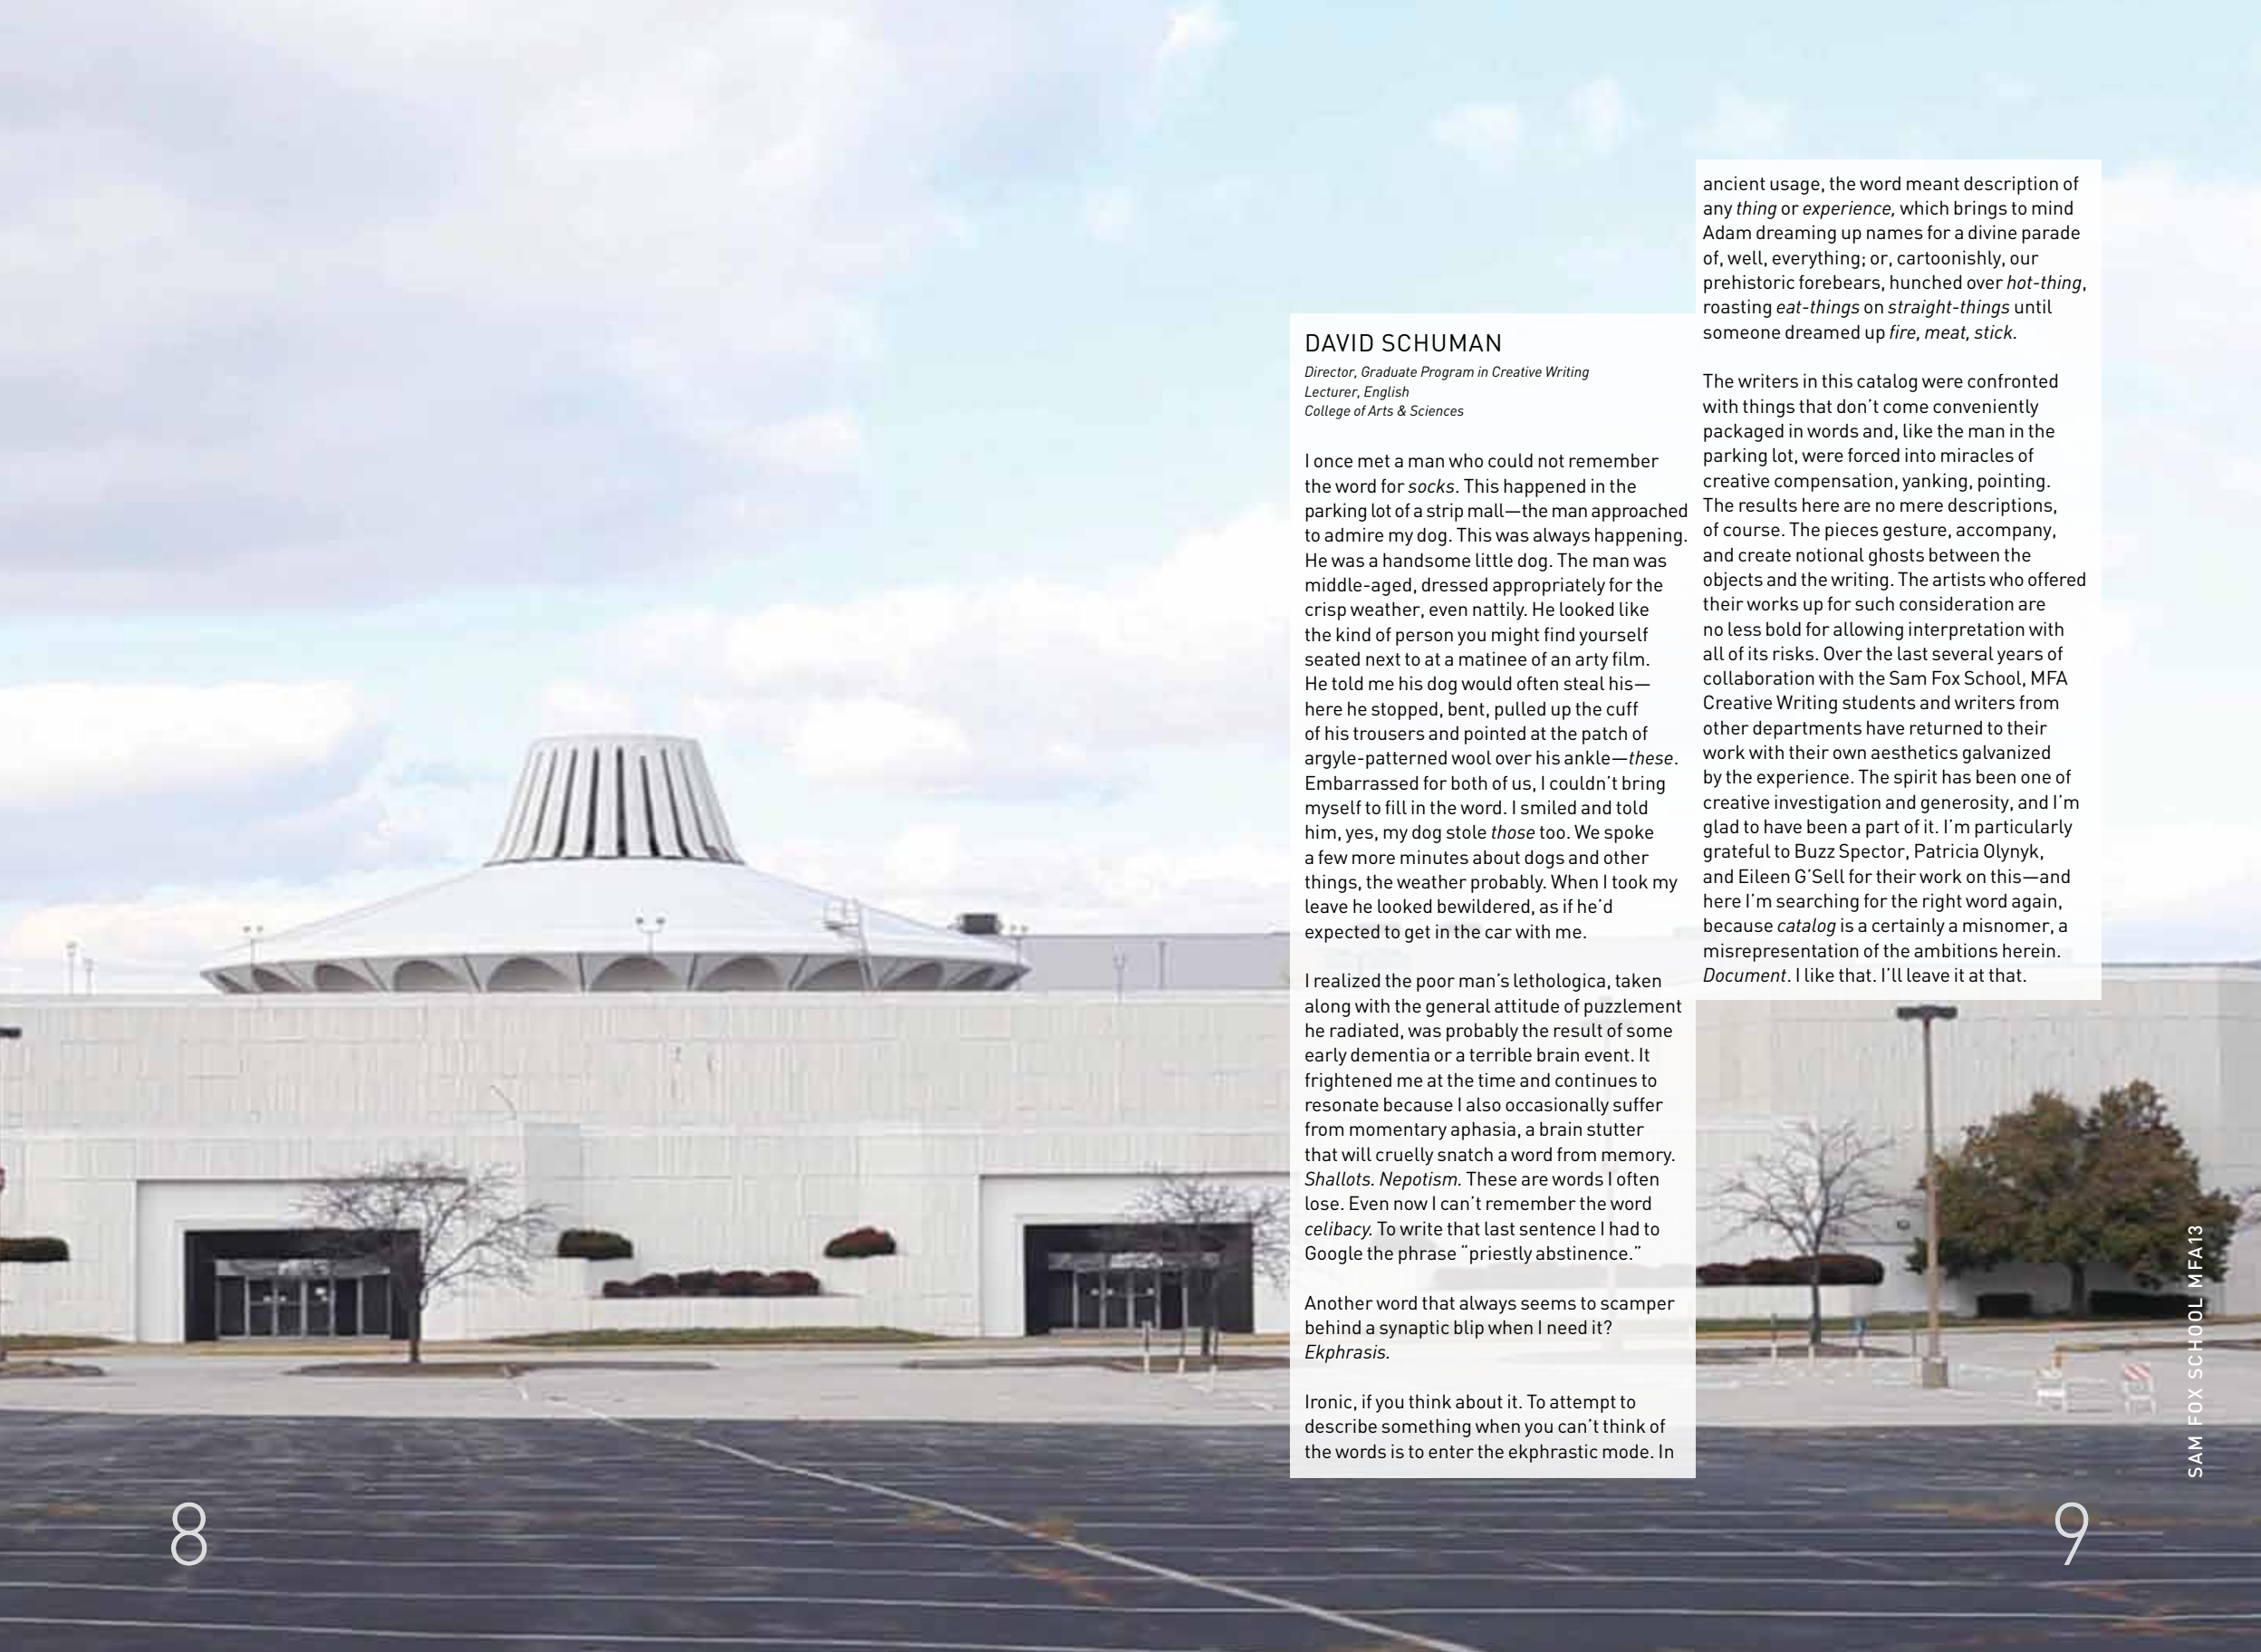 DAVID SCHUMAN
Director, Graduate Program in Creative Writing
Lecturer, English
College of Arts & Sciences
I once met a man who could not remember
the word for socks. This happened in the
parking lot of a strip mall—the man approached
to admire my dog. This was always happening.
He was a handsome little dog. The man was
middle-aged, dressed appropriately for the
crisp weather, even nattily. He looked like
the kind of person you might find yourself
seated next to at a matinee of an arty film.
He told me his dog would often steal his—
here he stopped, bent, pulled up the cuff
of his trousers and pointed at the patch of
argyle-patterned wool over his ankle—these.
Embarrassed for both of us, I couldn't bring
myself to fill in the word. I smiled and told
him, yes, my dog stole those too. We spoke
a few more minutes about dogs and other
things, the weather probably. When I took my
leave he looked bewildered, as if he'd
expected to get in the car with me.
I realized the poor man's lethologica, taken
along with the general attitude of puzzlement
he radiated, was probably the result of some
early dementia or a terrible brain event. It
frightened me at the time and continues to
resonate because I also occasionally suffer
from momentary aphasia, a brain stutter
that will cruelly snatch a word from memory.
Shallots. Nepotism. These are words I often
lose. Even now I can't remember the word
celibacy. To write that last sentence I had to
Google the phrase "priestly abstinence."
Another word that always seems to scamper
behind a synaptic blip when I need it?
Ekphrasis.
Ironic, if you think about it. To attempt to
describe something when you can't think of
the words is to enter the ekphrastic mode. In
ancient usage, the word meant description of
any thing or experience, which brings to mind
Adam dreaming up names for a divine parade
of, well, everything; or, cartoonishly, our
prehistoric forebears, hunched over hot-thing,
roasting eat-things on straight-things until
someone dreamed up fire, meat, stick.
The writers in this catalog were confronted
with things that don't come conveniently
packaged in words and, like the man in the
parking lot, were forced into miracles of
creative compensation, yanking, pointing.
The results here are no mere descriptions,
of course. The pieces gesture, accompany,
and create notional ghosts between the
objects and the writing. The artists who offered
their works up for such consideration are
no less bold for allowing interpretation with
all of its risks. Over the last several years of
collaboration with the Sam Fox School, MFA
Creative Writing students and writers from
other departments have returned to their
work with their own aesthetics galvanized
by the experience. The spirit has been one of
creative investigation and generosity, and I'm
glad to have been a part of it. I'm particularly
grateful to Buzz Spector, Patricia Olynyk,
and Eileen G'Sell for their work on this—and
here I'm searching for the right word again,
because catalog is a certainly a misnomer, a
misrepresentation of the ambitions herein.
Document. I like that. I'll leave it at that.
SAM FOX SCHOOL MFA13
8
9